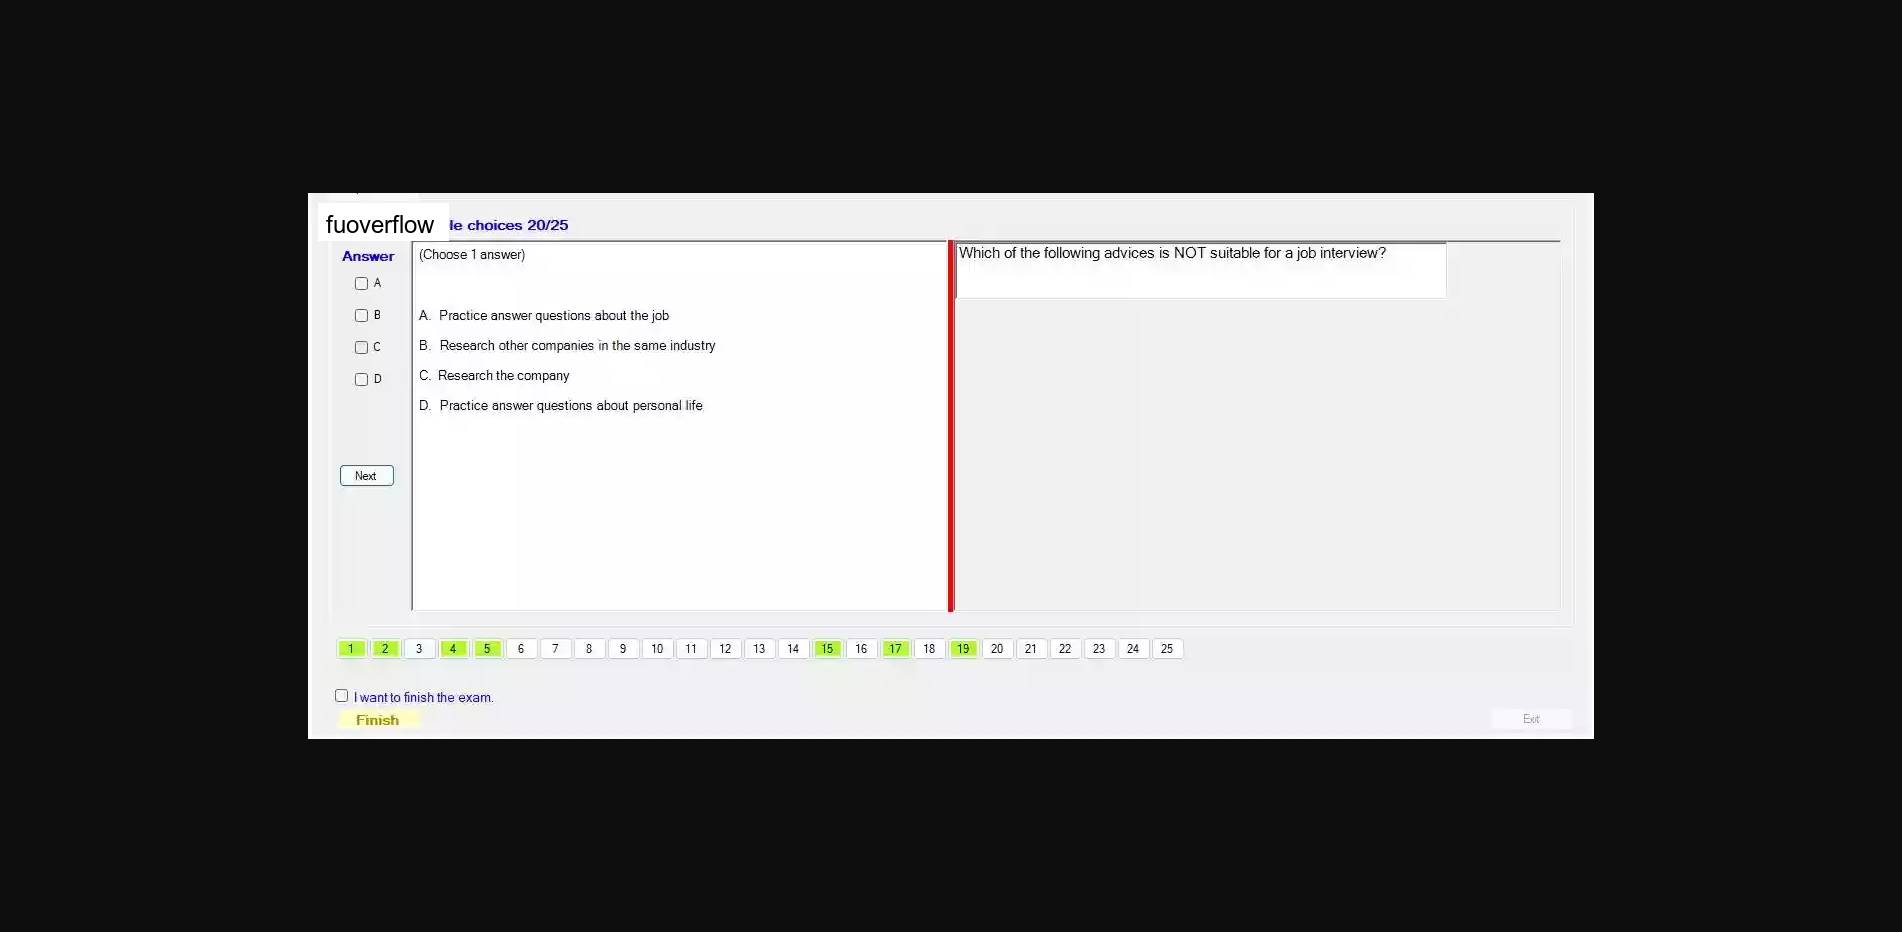 fuoverflow le choices 20/25
Answer
(Choose 1 answer)
Which of the following advices is NOT suitable for a job interview?
A
B
C
D
A. Practice answer questions about the job
B. Research other companies in the same industry
C. Research the company
D. Practice answer questions about personal life
Next
1 2 3 4 5 6 7 8 9 10 11 12 13 14 15 16 17 18 19 20 21 22 23 24 25
I want to finish the exam.
Finish
Exit